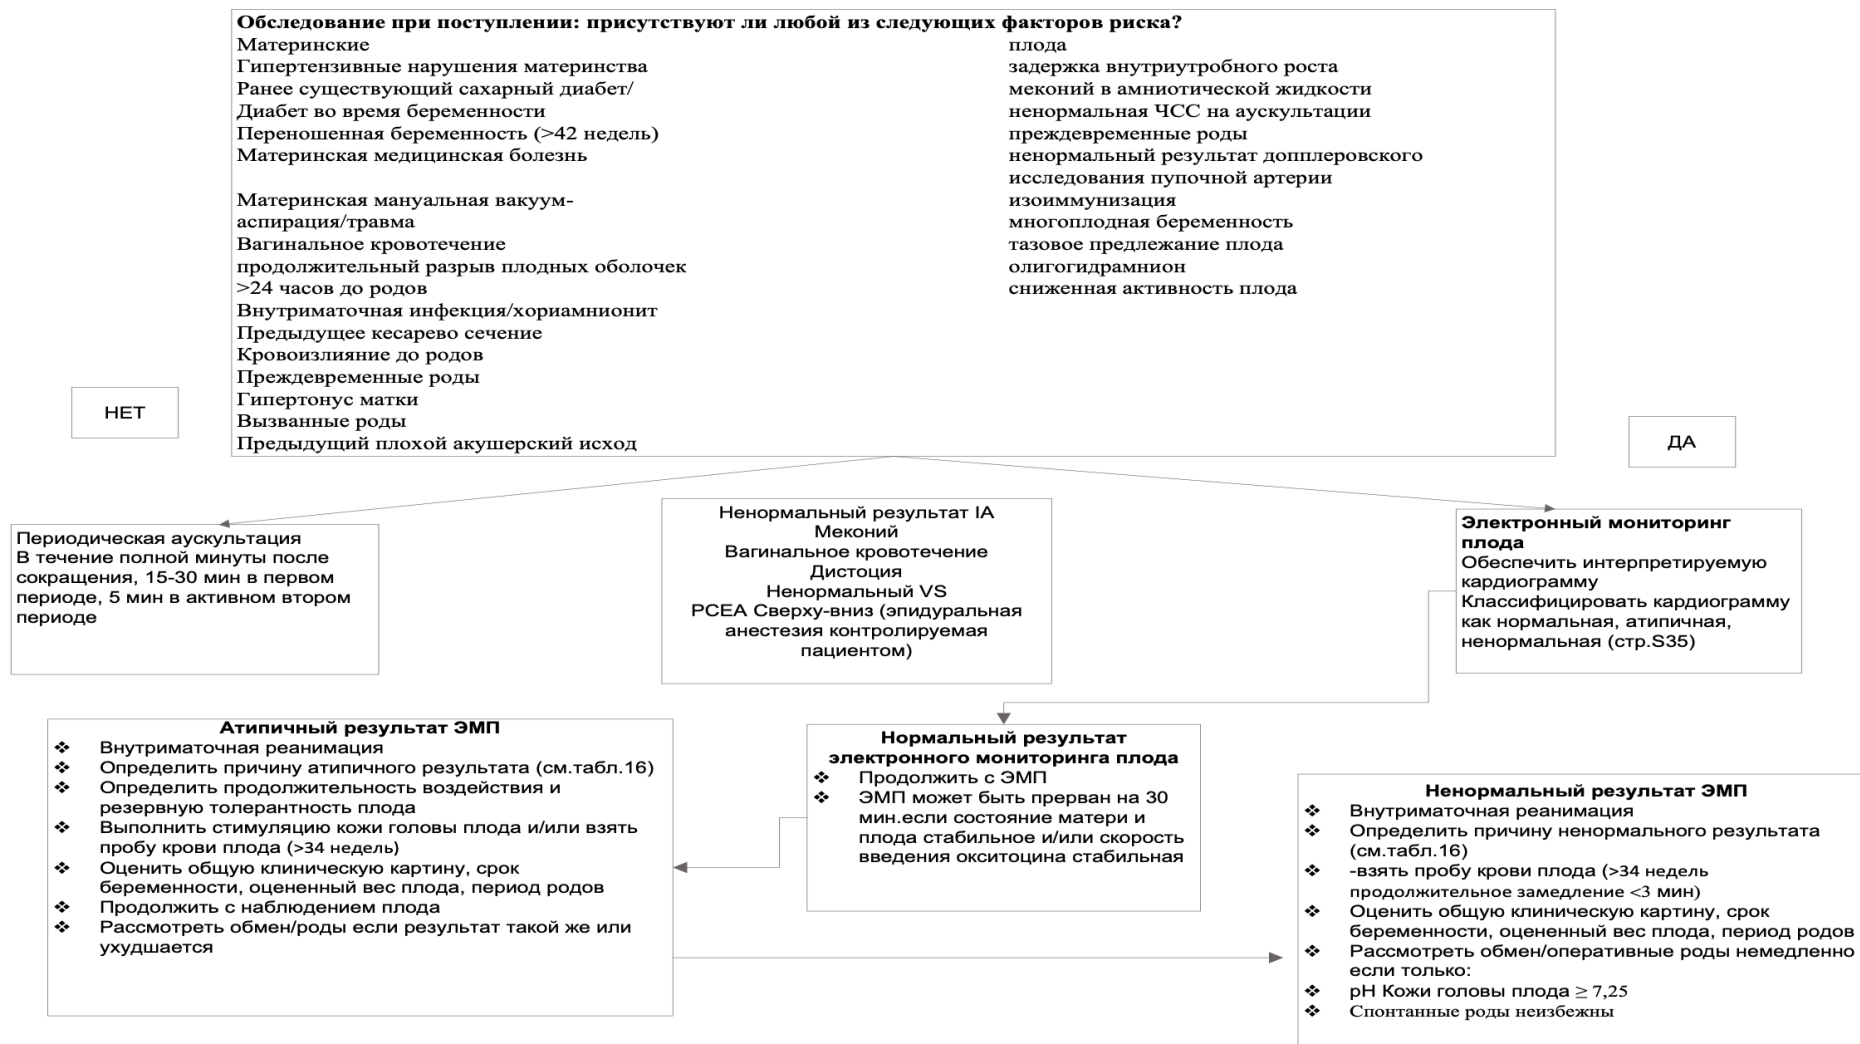 Обследование при поступлении: присутствуют ли любой из следующих факторов риска?
Материнские
Гипертензивные нарушения материнства
Ранее существующий сахарный диабет/
Диабет во время беременности
Переношенная беременность (>42 недель)
Материнская медицинская болезнь
Материнская мануальная вакуум-
аспирация/травма
Вагинальное кровотечение
продолжительный разрыв плодных оболочек
>24 часов до родов
Внутриматочная инфекция/хориамнионит
Предыдущее кесарево сечение
Кровоизлияние до родов
Преждевременные роды
Гипертонус матки
Вызванные роды
Предыдущий плохой акушерский исход
плода
задержка внутриутробного роста
меконий в амниотической жидкости
ненормальная ЧСС на аускультации
преждевременные роды
ненормальный результат допплеровского
исследования пупочной артерии
изоиммунизация
многоплодная беременность
тазовое предлежание плода
олигогидрамнион
сниженная активность плода
НЕТ
ДА
Периодическая аускультация
В течение полной минуты после
сокращения, 15-30 мин в первом
периоде, 5 мин в активном втором
периоде
Ненормальный результат IA
Меконий
Вагинальное кровотечение
Дистоция
Ненормальный VS
PCEA Сверху-вниз (эпидуральная
анестезия контролируемая
пациентом)
Электронный мониторинг
плода
Обеспечить интерпретируемую
кардиограмму
Классифицировать кардиограмму
как нормальная, атипичная,
ненормальная (стр.S35)
Атипичный результат ЭМП
❖ Внутриматочная реанимация
❖ Определить причину атипичного результата (см.табл.16)
❖ Определить продолжительность воздействия и
резервную толерантность плода
❖ Выполнить стимуляцию кожи головы плода и/или взять
пробу крови плода (>34 недель)
❖ Оценить общую клиническую картину, срок
беременности, оцененный вес плода, период родов
❖ Продолжить с наблюдением плода
❖ Рассмотреть обмен/роды если результат такой же или
ухудшается
Нормальный результат
электронного мониторинга плода
❖ Продолжить с ЭМП
❖ ЭМП может быть прерван на 30
мин.если состояние матери и
плода стабильное и/или скорость
введения окситоцина стабильная
Ненормальный результат ЭМП
❖ Внутриматочная реанимация
❖ Определить причину ненормального результата
(см.табл.16)
❖ -взять пробу крови плода (>34 недель
продолжительное замедление <3 мин)
❖ Оценить общую клиническую картину, срок
беременности, оцененный вес плода, период родов
❖ Рассмотреть обмен/оперативные роды немедленно
если только:
❖ pH Кожи головы плода ≥ 7,25
❖ Спонтанные роды неизбежны